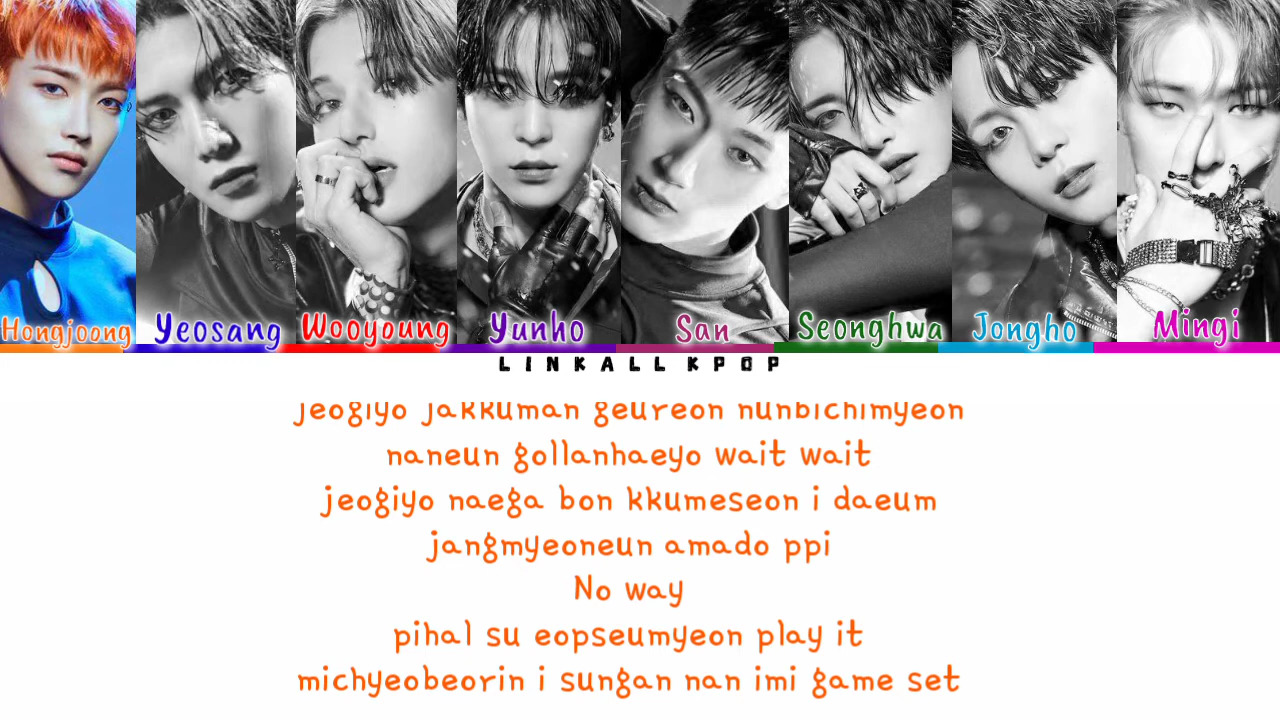 Hongjoong Yeosang Wooyoung Yunho San Seonghwa Jongho Mingi
LINKALL KPOP
jeogiyo jakkuman geureon nunbichimyeon
naneun gollanhaeyo wait wait
jeogiyo naega bon kkumeseon i daeum
jangmyeoneun amado ppi
No way
pihal su eopseumyeon play it
michyeobeorin i sungan nan imi game set